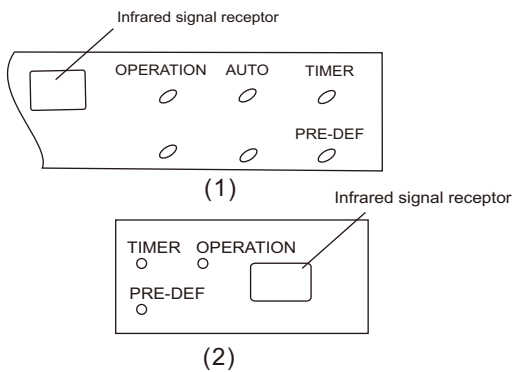 Infrared signal receptor
OPERATION AUTO TIMER
PRE-DEF
(1)
Infrared signal receptor
TIMER OPERATION
PRE-DEF
(2)